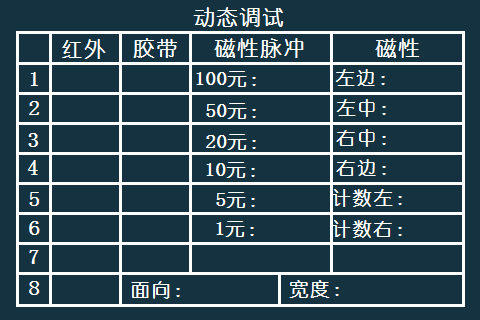 动态调试
红外 胶带 磁性脉冲 磁性
1 100元: 左边:
2 50元: 左中:
3 20元: 右中:
4 10元: 右边:
5 5元: 计数左:
6 1元: 计数右:
7
8 面向: 宽度: